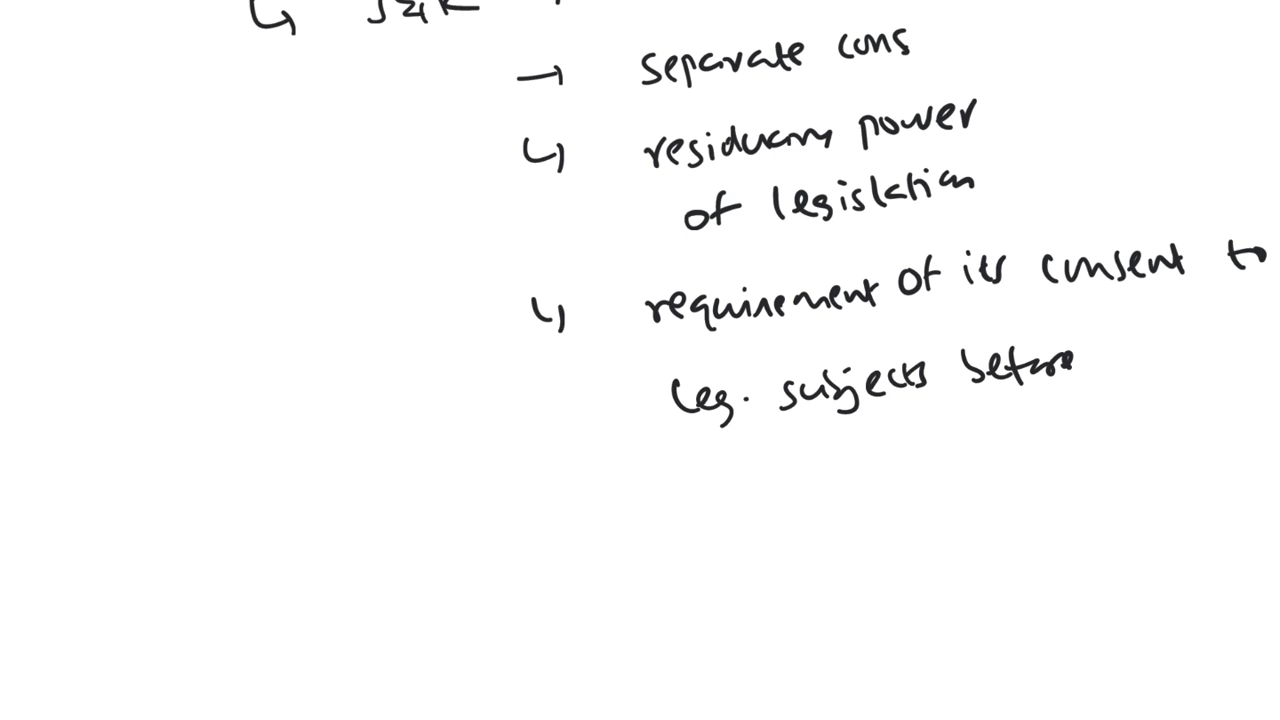 ↳ J&K
→ separate cons
↳ residuary power
of legislation
↳ requirement of its consent to
leg. subjects before